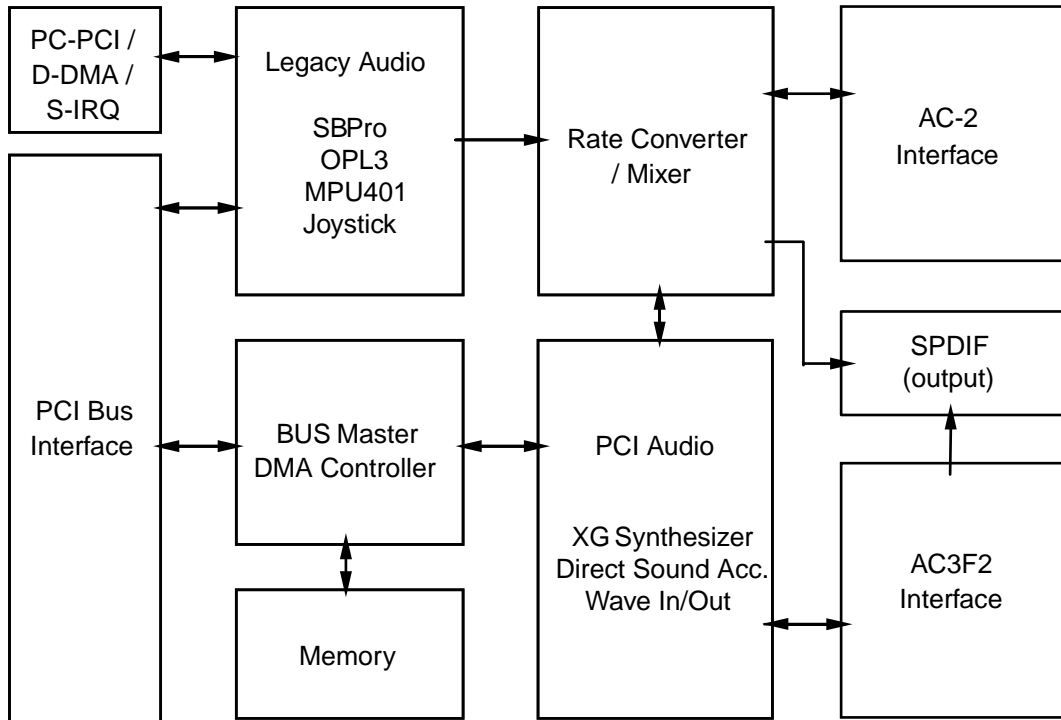 PC-PCI /
D-DMA /
S-IRQ
Legacy Audio
SBPro
OPL3
MPU401
Joystick
Rate Converter
/ Mixer
AC-2
Interface
SPDIF
(output)
PCI Bus
Interface
BUS Master
DMA Controller
PCI Audio
XG Synthesizer
Direct Sound Acc.
Wave In/Out
AC3F2
Interface
Memory